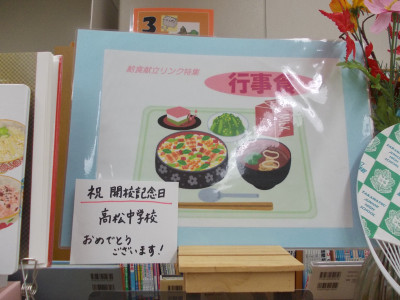 3
給食献立リンク特集
行事食
祝 開校記念日
高松中学校
おめでとう
ございます!